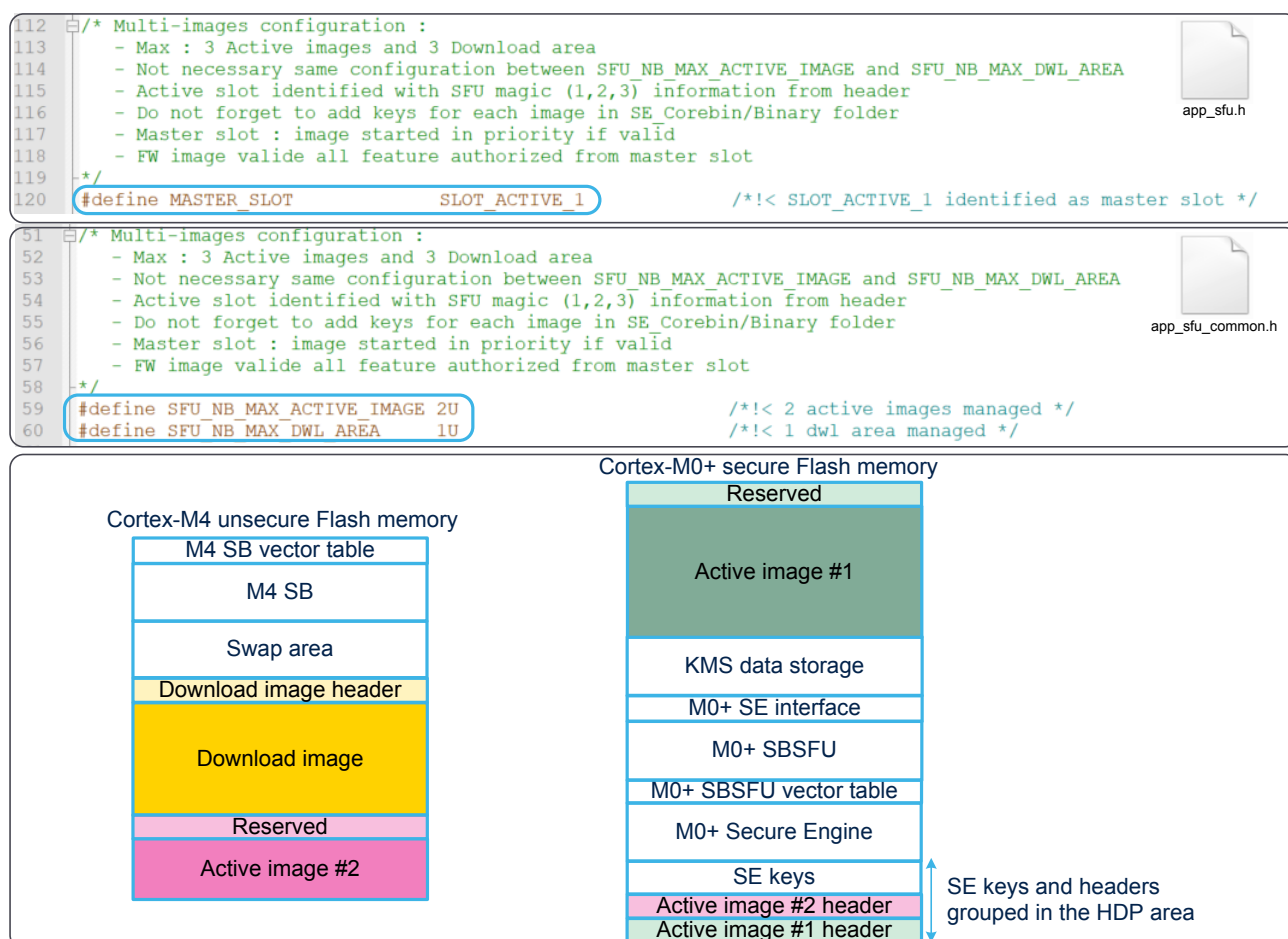 112 /* Multi-images configuration :
113 - Max : 3 Active images and 3 Download area
114 - Not necessary same configuration between SFU_NB_MAX_ACTIVE_IMAGE and SFU_NB_MAX_DWL_AREA
115 - Active slot identified with SFU magic (1,2,3) information from header
116 - Do not forget to add keys for each image in SE_Corebin/Binary folder
117 - Master slot : image started in priority if valid
118 - FW image valide all feature authorized from master slot
119 */
120 #define MASTER_SLOT SLOT_ACTIVE_1 /*!< SLOT_ACTIVE_1 identified as master slot */
app_sfu.h
51 /* Multi-images configuration :
52 - Max : 3 Active images and 3 Download area
53 - Not necessary same configuration between SFU_NB_MAX_ACTIVE_IMAGE and SFU_NB_MAX_DWL_AREA
54 - Active slot identified with SFU magic (1,2,3) information from header
55 - Do not forget to add keys for each image in SE_Corebin/Binary folder
56 - Master slot : image started in priority if valid
57 - FW image valide all feature authorized from master slot
58 */
59 #define SFU_NB_MAX_ACTIVE_IMAGE 2U /*!< 2 active images managed */
60 #define SFU_NB_MAX_DWL_AREA 1U /*!< 1 dwl area managed */
app_sfu_common.h
Cortex-M4 unsecure Flash memory
M4 SB vector table
M4 SB
Swap area
Download image header
Download image
Reserved
Active image #2
Cortex-M0+ secure Flash memory
Reserved
Active image #1
KMS data storage
M0+ SE interface
M0+ SBSFU
M0+ SBSFU vector table
M0+ Secure Engine
SE keys
Active image #2 header
Active image #1 header
SE keys and headers
grouped in the HDP area